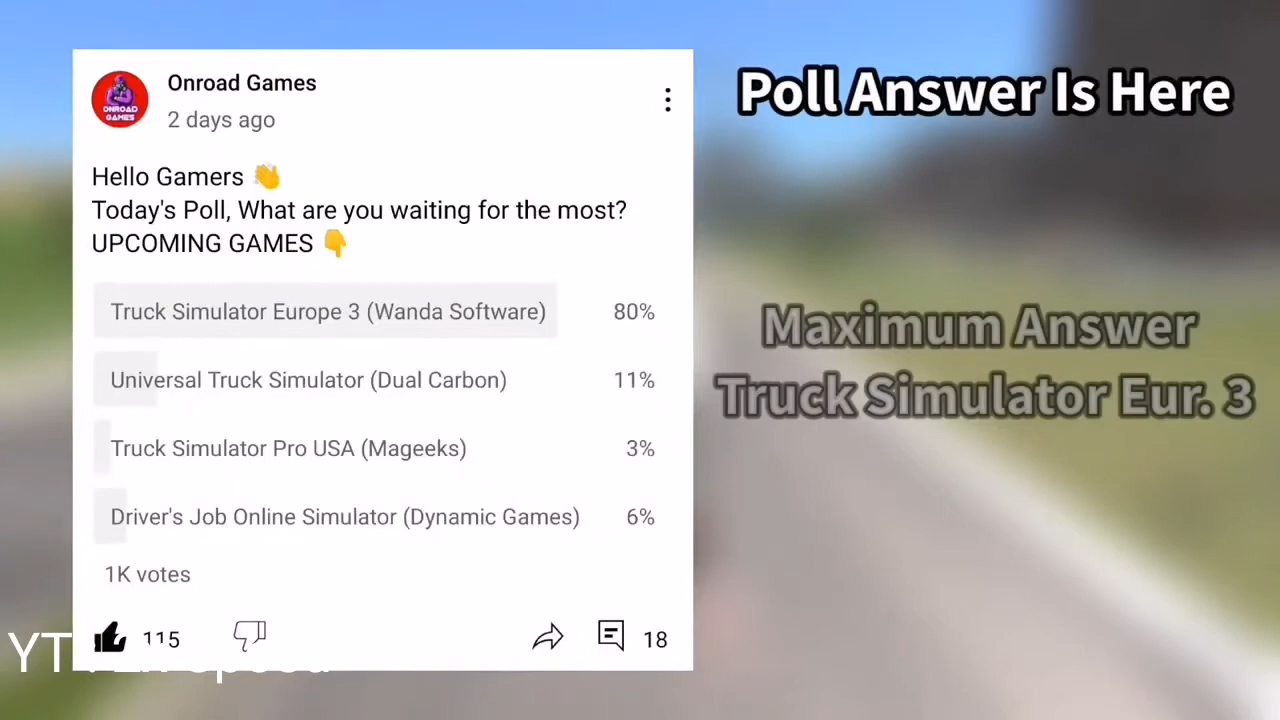 Onroad Games
2 days ago
ONROAD
GAMES
Hello Gamers 👋
Today's Poll, What are you waiting for the most?
UPCOMING GAMES 👇
Truck Simulator Europe 3 (Wanda Software) 80%
Universal Truck Simulator (Dual Carbon) 11%
Truck Simulator Pro USA (Mageeks) 3%
Driver's Job Online Simulator (Dynamic Games) 6%
1K votes
115
18
YT
Poll Answer Is Here
Maximum Answer
Truck Simulator Eur. 3